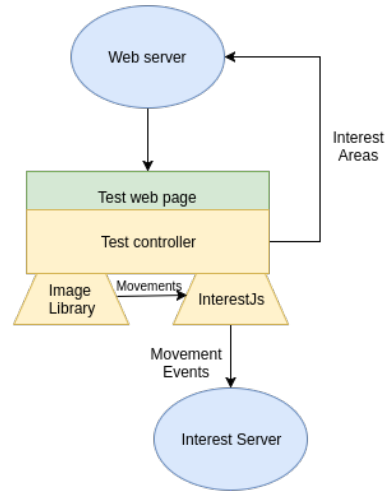 Web server
Interest
Areas
Test web page
Test controller
Image
Library
Movements
InterestJs
Movement
Events
Interest Server